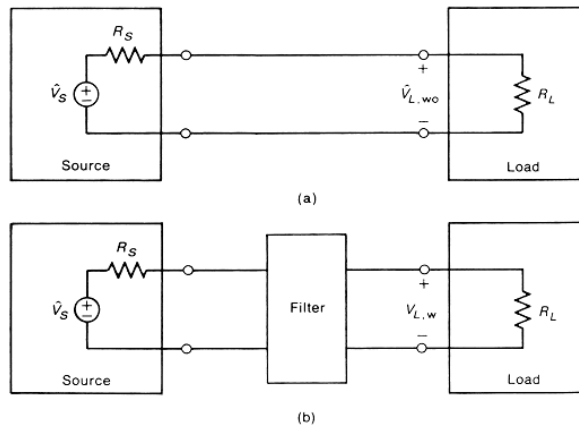 R_S
+
V̂_S
−
+
V̂_L,wo
−
R_L
Source
Load
(a)
R_S
+
V̂_S
−
Filter
+
V_L,w
−
R_L
Source
Load
(b)